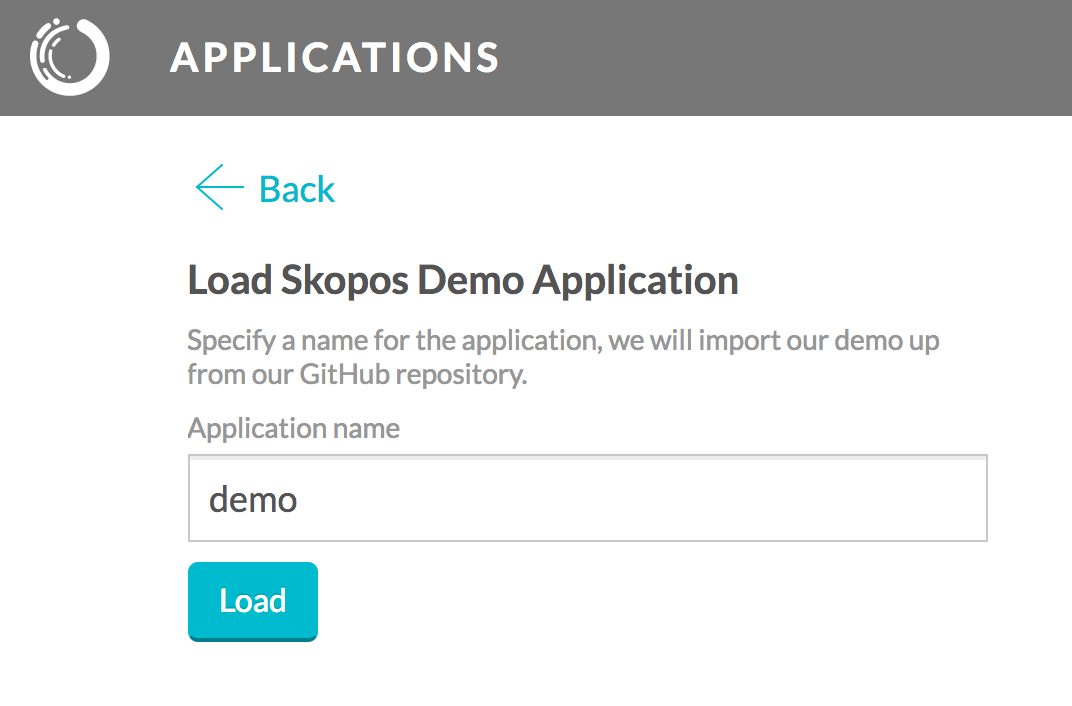 APPLICATIONS
Back
Load Skopos Demo Application
Specify a name for the application, we will import our demo up
from our GitHub repository.
Application name
demo
Load